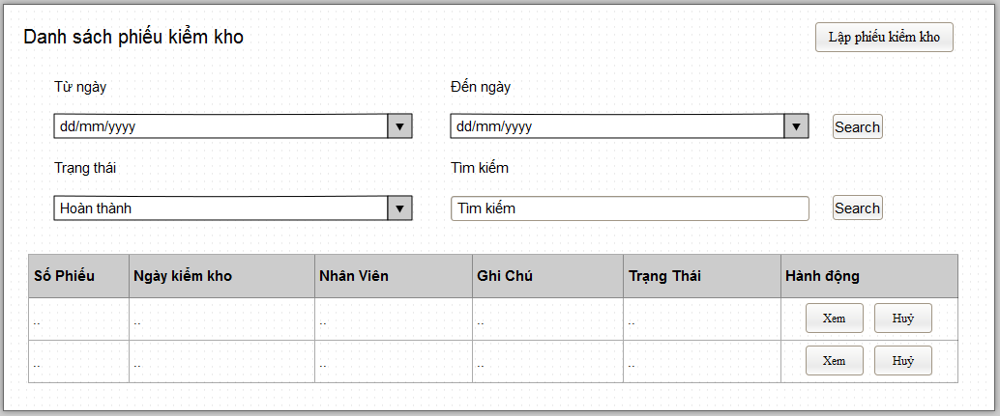 Danh sách phiếu kiểm kho
Lập phiếu kiểm kho
Từ ngày
Đến ngày
dd/mm/yyyy
dd/mm/yyyy
Search
Trạng thái
Tìm kiếm
Hoàn thành
Tìm kiếm
Search
Số Phiếu Ngày kiểm kho Nhân Viên Ghi Chú Trạng Thái Hành động
.. .. .. .. .. Xem Huỷ
.. .. .. .. .. Xem Huỷ